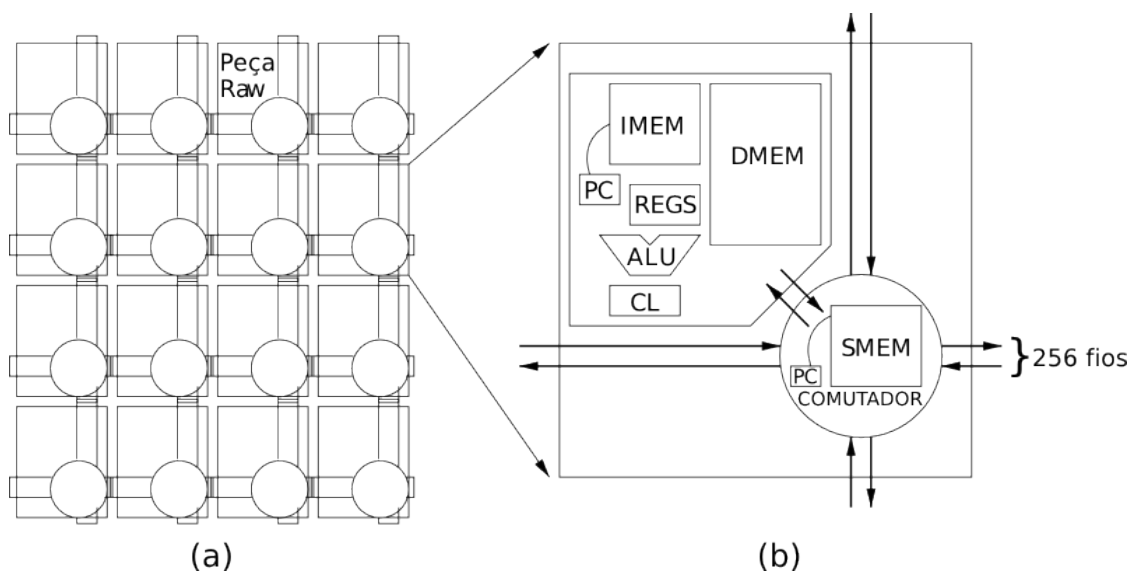 Peça
Raw
IMEM
DMEM
PC
REGS
ALU
CL
SMEM
PC
COMUTADOR
}256 fios
(a)
(b)